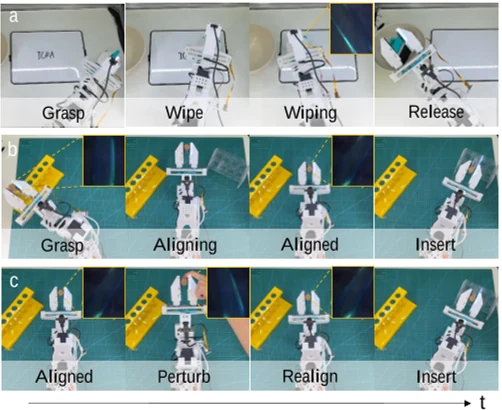 a
Grasp
Wipe
Wiping
Release
b
Grasp
Aligning
Aligned
Insert
c
Aligned
Perturb
Realign
Insert
t